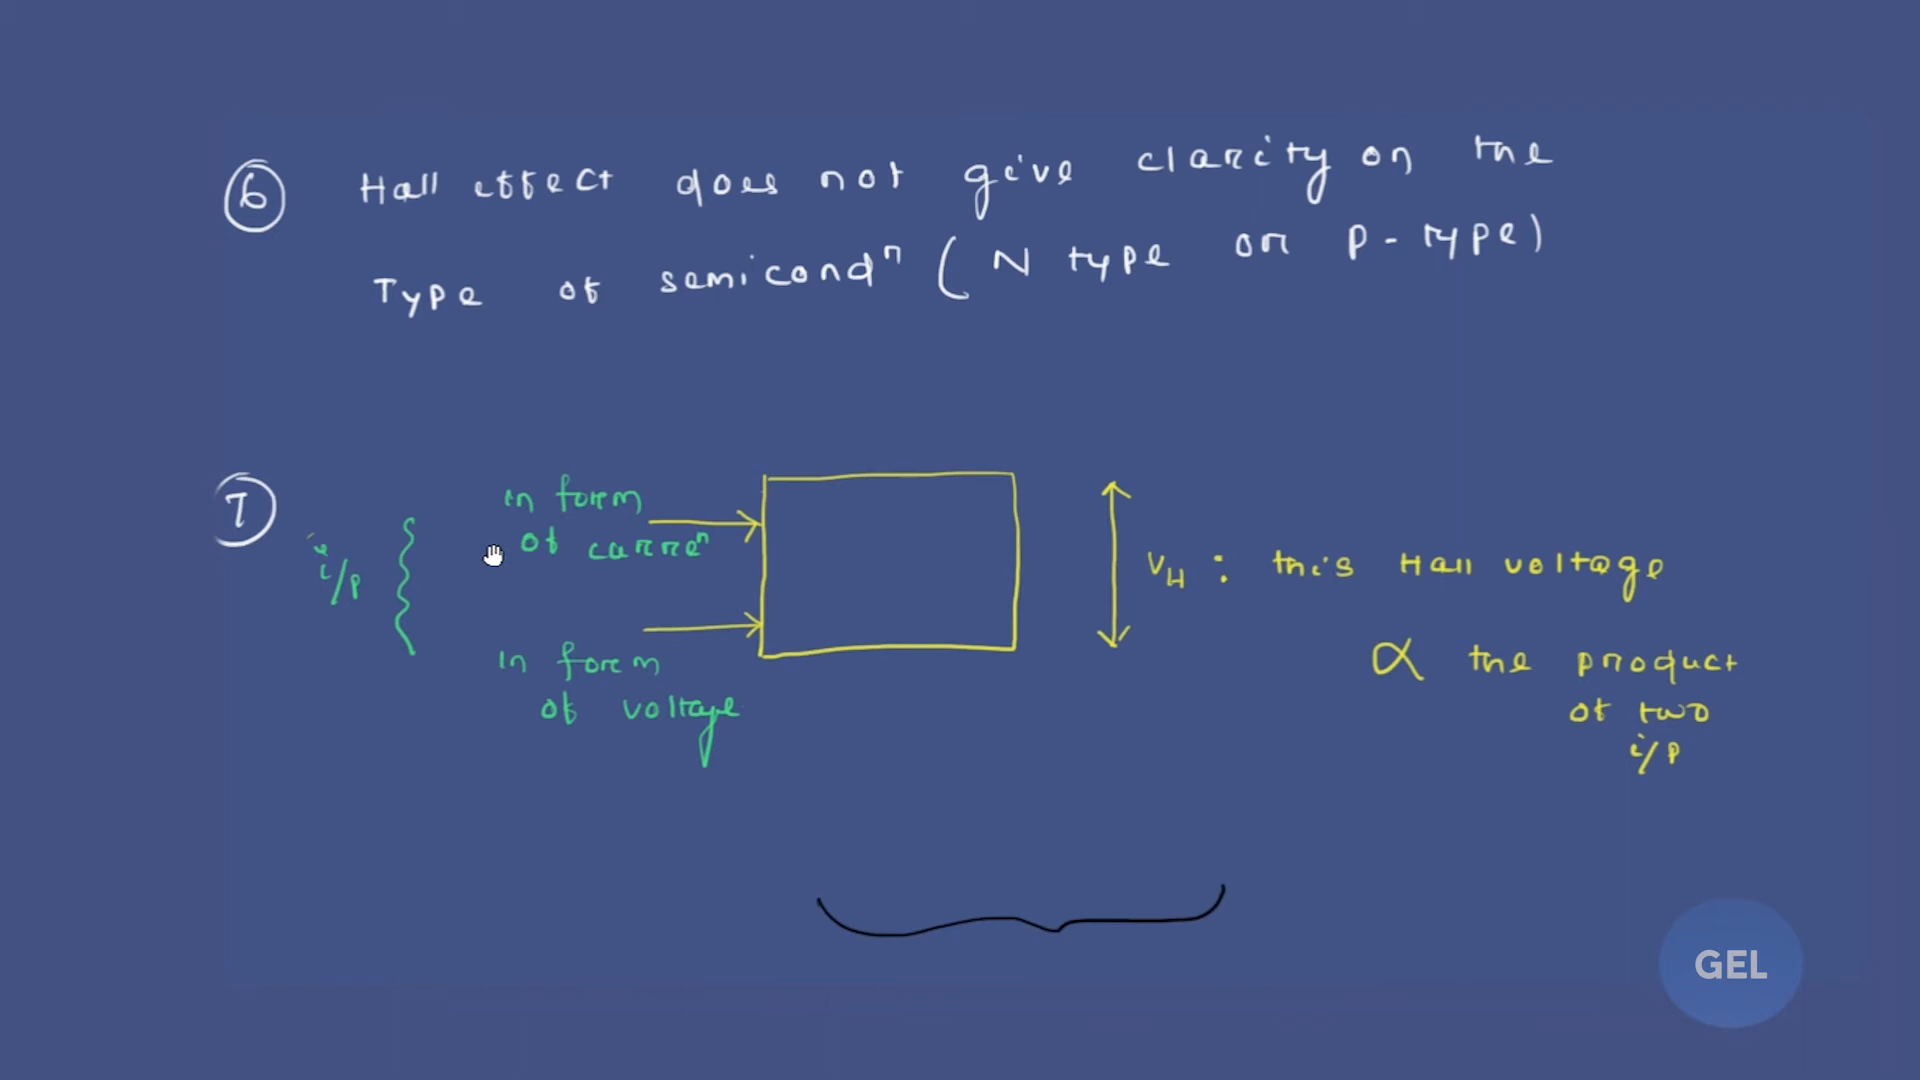 6 Hall effect does not give clarity on the
Type of semicondⁿ (N type or p-type)
7
i/p
in form
of curreⁿ
in form
of voltage
V_H : this Hall voltage
∝ the product
of two
i/p
GEL